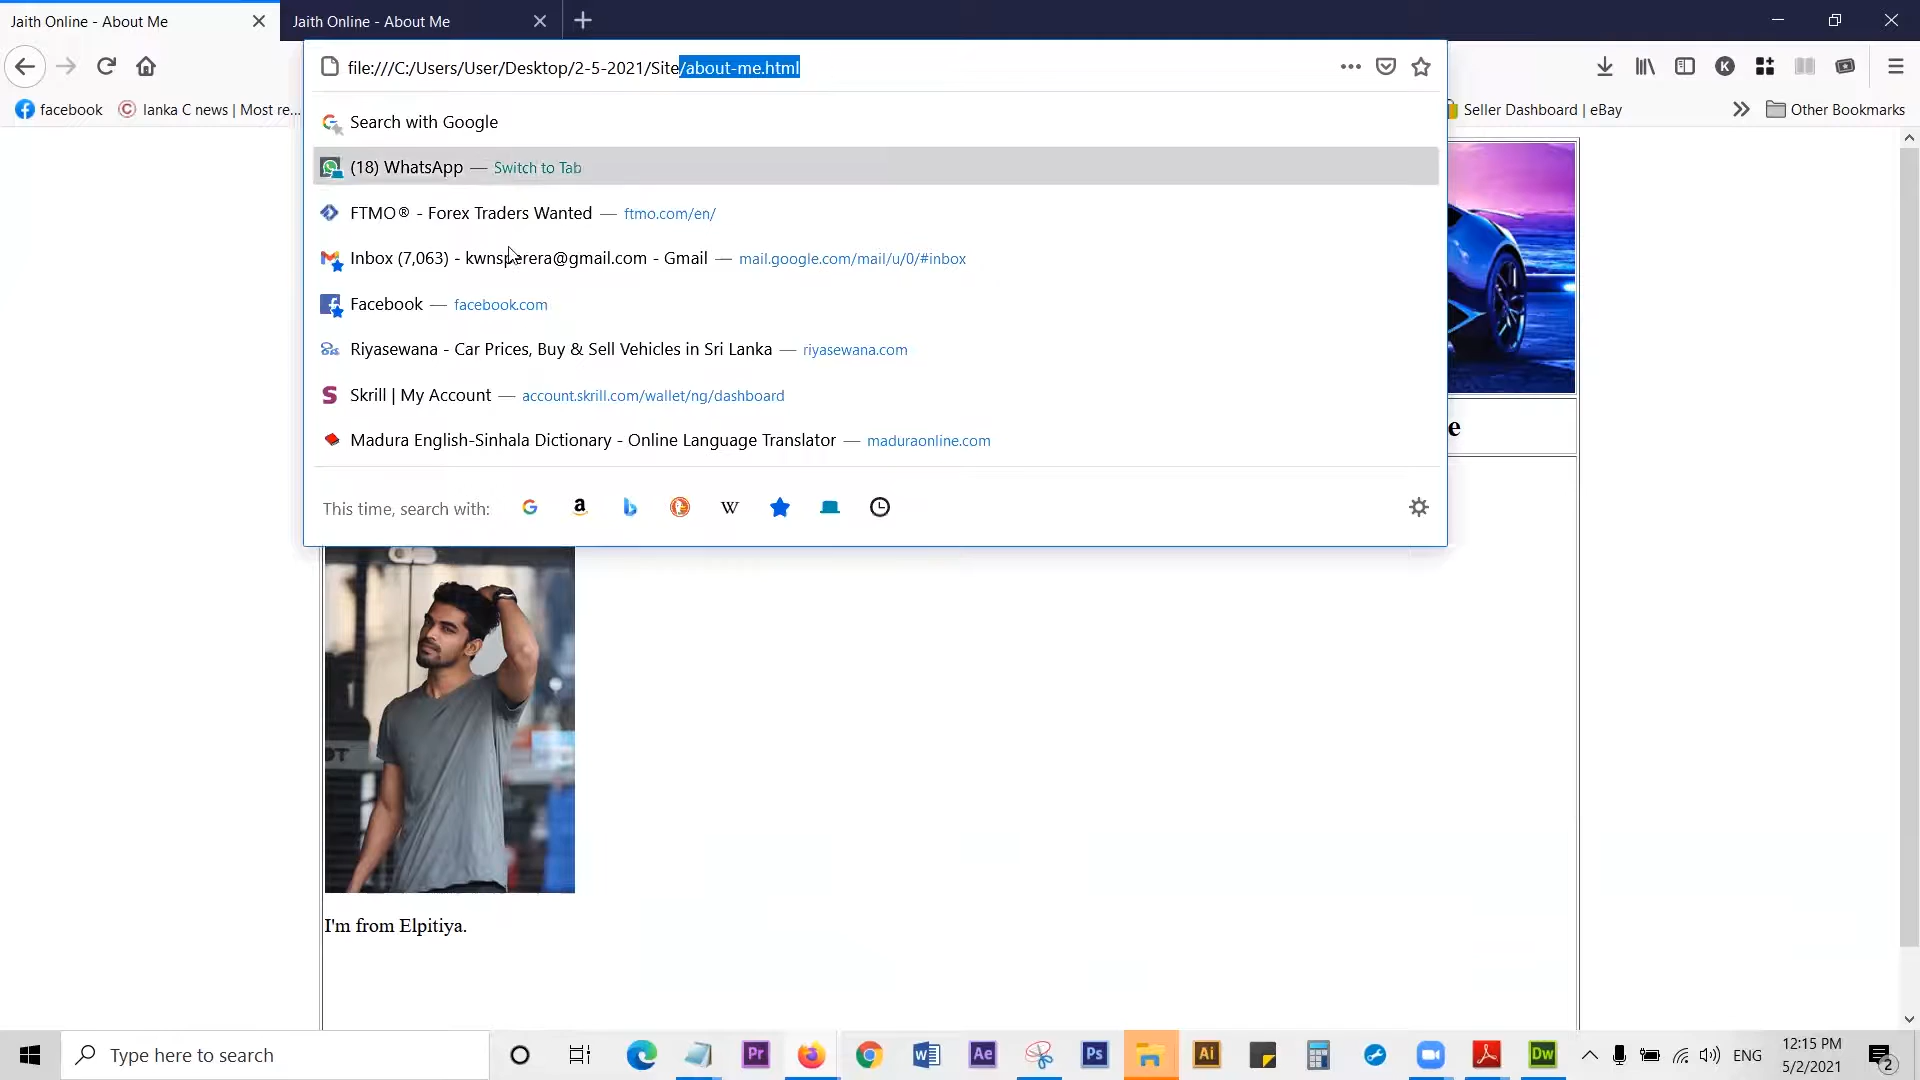 Jaith Online - About Me
Jaith Online - About Me
file:///C:/Users/User/Desktop/2-5-2021/Site/about-me.html
facebook
lanka C news | Most re...
Seller Dashboard | eBay
Other Bookmarks
Search with Google
(18) WhatsApp — Switch to Tab
FTMO® - Forex Traders Wanted — ftmo.com/en/
Inbox (7,063) - kwnsperera@gmail.com - Gmail — mail.google.com/mail/u/0/#inbox
Facebook — facebook.com
Riyasewana - Car Prices, Buy & Sell Vehicles in Sri Lanka — riyasewana.com
Skrill | My Account — account.skrill.com/wallet/ng/dashboard
Madura English-Sinhala Dictionary - Online Language Translator — maduraonline.com
e
This time, search with:
I'm from Elpitiya.
Type here to search
ENG
12:15 PM
5/2/2021
2